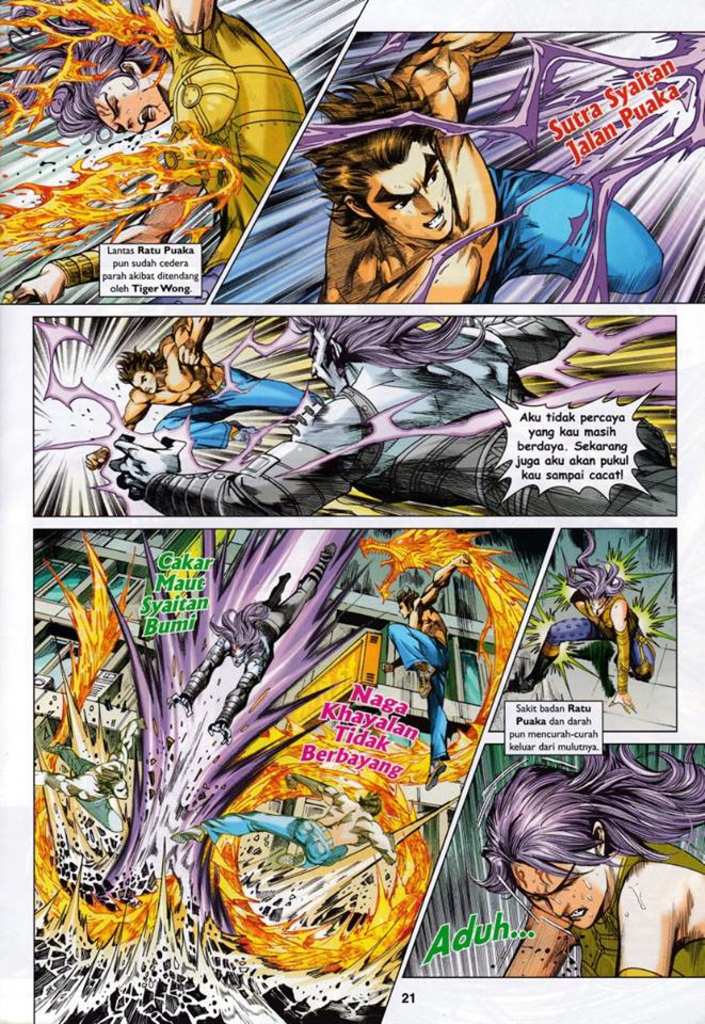 Sutra Syaitan
Jalan Puaka
Lantas Ratu Puaka
pun sudah cedera
parah akibat ditendang
oleh Tiger Wong.
Aku tidak percaya
yang kau masih
berdaya. Sekarang
juga aku akan pukul
kau sampai cacat!
Cakar
Maut
Syaitan
Bumi
Naga
Khayalan
Tidak
Berbayang
Sakit badan Ratu
Puaka dan darah
pun mencurah-curah
keluar dari mulutnya.
Aduh...
21